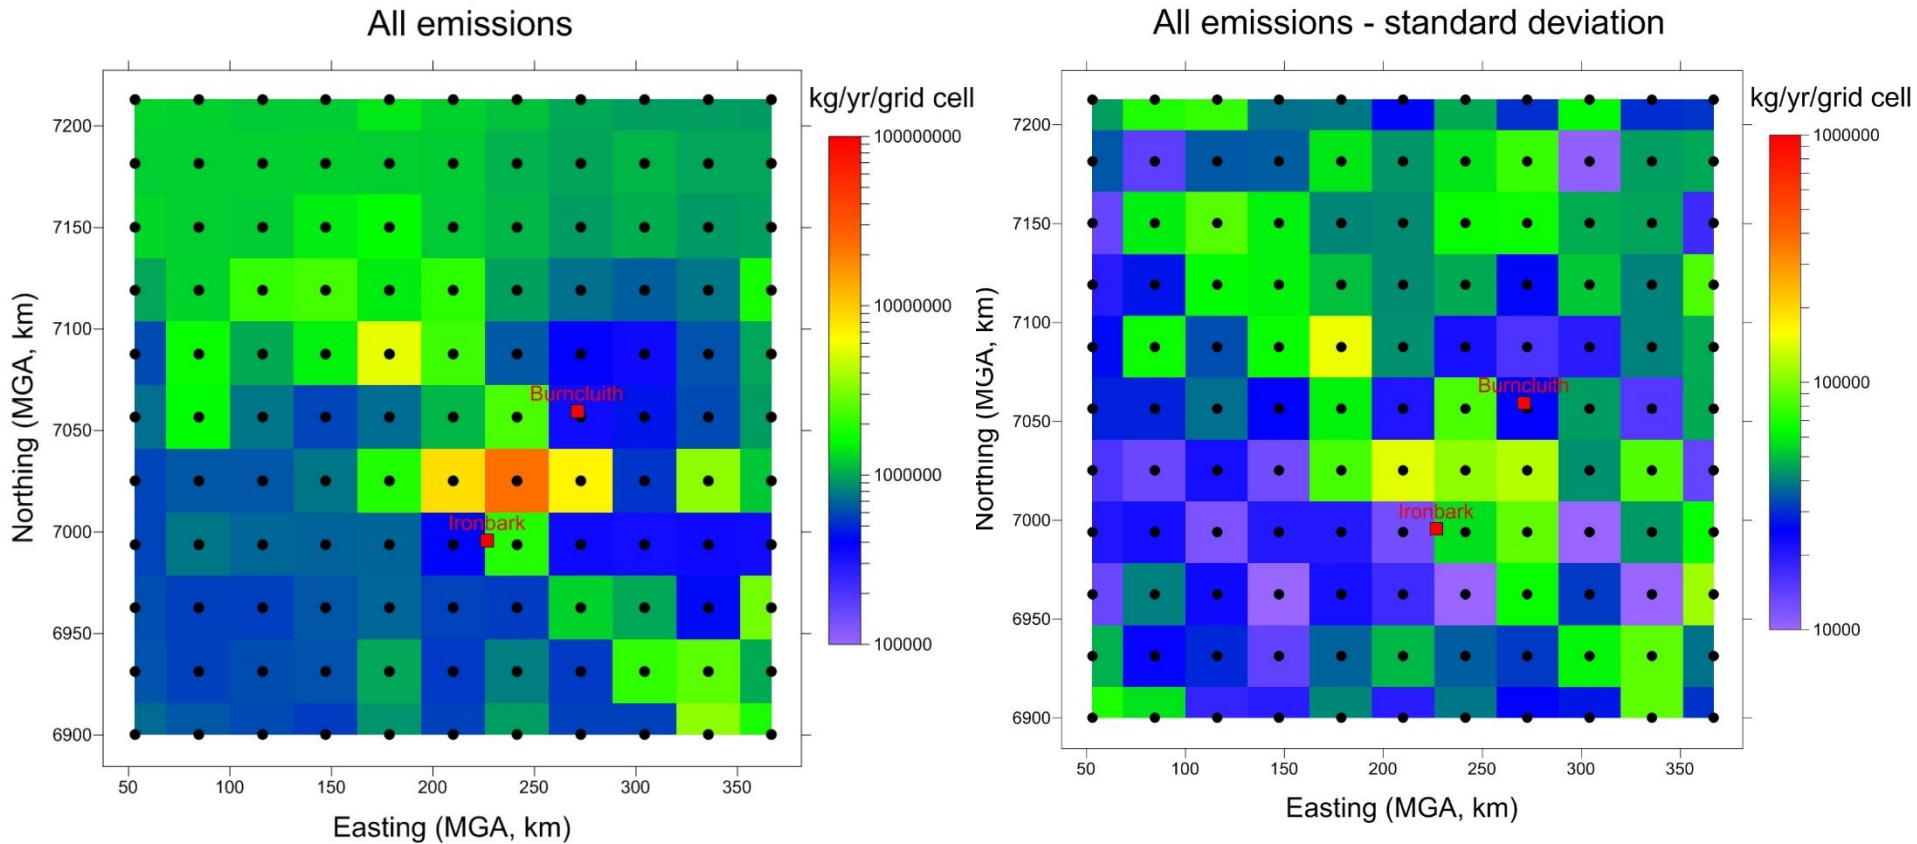 All emissions
kg/yr/grid cell
100000000
10000000
1000000
100000
Northing (MGA, km)
7200
7150
7100
7050
7000
6950
6900
Burncluith
Ironbark
50 100 150 200 250 300 350
Easting (MGA, km)
All emissions - standard deviation
kg/yr/grid cell
1000000
100000
10000
Northing (MGA, km)
7200
7150
7100
7050
7000
6950
6900
Burncluith
Ironbark
50 100 150 200 250 300 350
Easting (MGA, km)